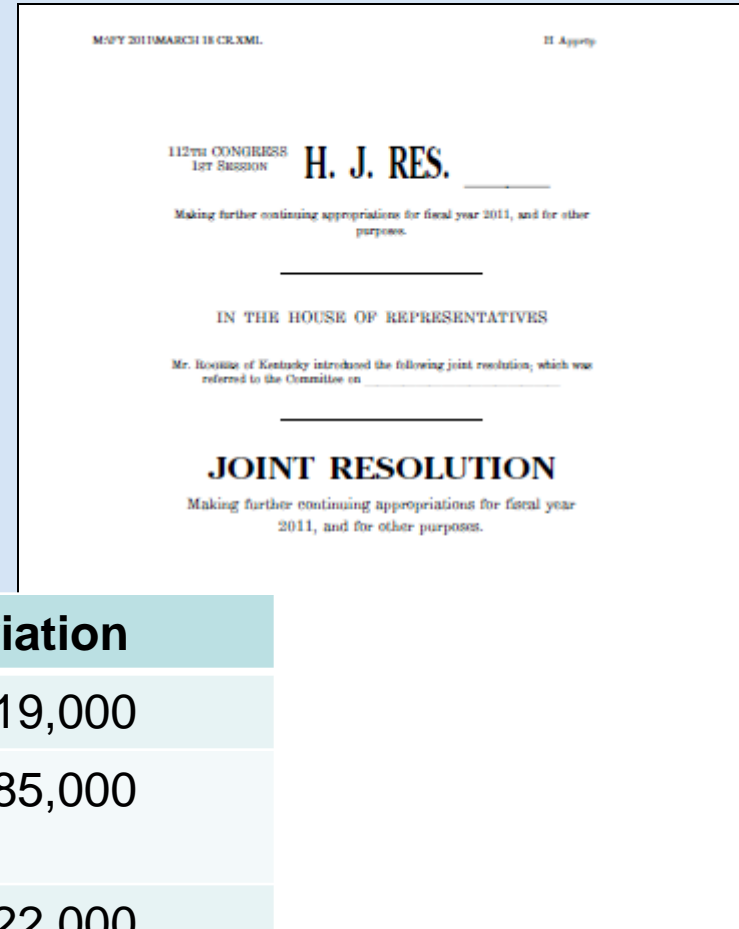 M:\FY 2011\MARCH 18 CR.XML H Approp
112TH CONGRESS
1ST SESSION
H. J. RES.
Making further continuing appropriations for fiscal year 2011, and for other
purposes.
IN THE HOUSE OF REPRESENTATIVES
Mr. ROGERS of Kentucky introduced the following joint resolution; which was
referred to the Committee on
JOINT RESOLUTION
Making further continuing appropriations for fiscal year
2011, and for other purposes.
iation
19,000
85,000
22,000